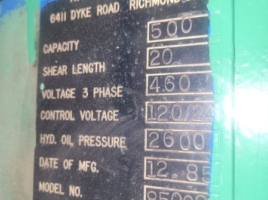 6411 DYKE ROAD RICHMOND
CAPACITY 500
SHEAR LENGTH 20
VOLTAGE 3 PHASE 460
CONTROL VOLTAGE 120/
HYD. OIL PRESSURE 2600
DATE OF MFG. 12.85
MODEL NO.